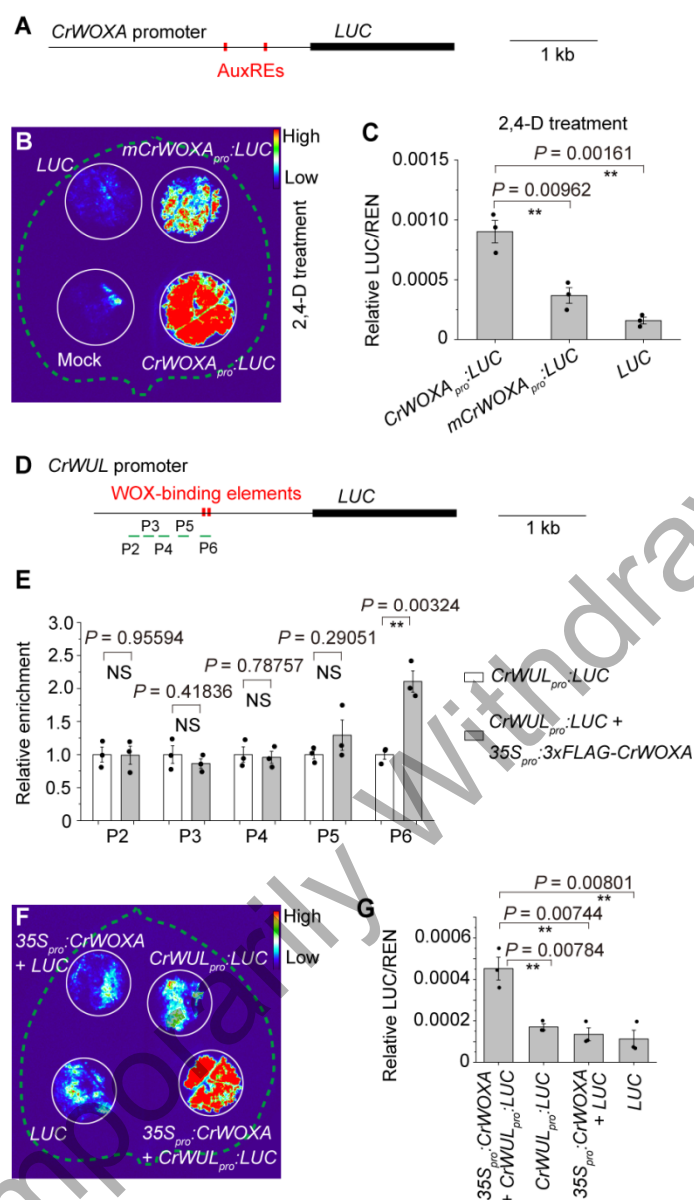 A
CrWOXA promoter
LUC
AuxREs
1 kb
B
LUC
mCrWOXApro:LUC
High
Low
Mock
CrWOXApro:LUC
2,4-D treatment
C
2,4-D treatment
P = 0.00161
**
P = 0.00962
**
0.0015
0.0010
0.0005
0
Relative LUC/REN
CrWOXApro:LUC
mCrWOXApro:LUC
LUC
D
CrWUL promoter
WOX-binding elements
LUC
P3 P5
P2 P4 P6
1 kb
E
P = 0.00324
**
P = 0.95594
NS
P = 0.29051
NS
P = 0.78757
NS
P = 0.41836
NS
3.0
2.5
2.0
1.5
1.0
0.5
0
Relative enrichment
P2 P3 P4 P5 P6
CrWULpro:LUC
CrWULpro:LUC +
35Spro:3xFLAG-CrWOXA
F
35Spro:CrWOXA
+ LUC
CrWULpro:LUC
High
Low
LUC
35Spro:CrWOXA
+ CrWULpro:LUC
G
P = 0.00801
**
P = 0.00744
**
P = 0.00784
**
0.0006
0.0004
0.0002
0
Relative LUC/REN
35Spro:CrWOXA
+ CrWULpro:LUC
CrWULpro:LUC
35Spro:CrWOXA
+ LUC
LUC